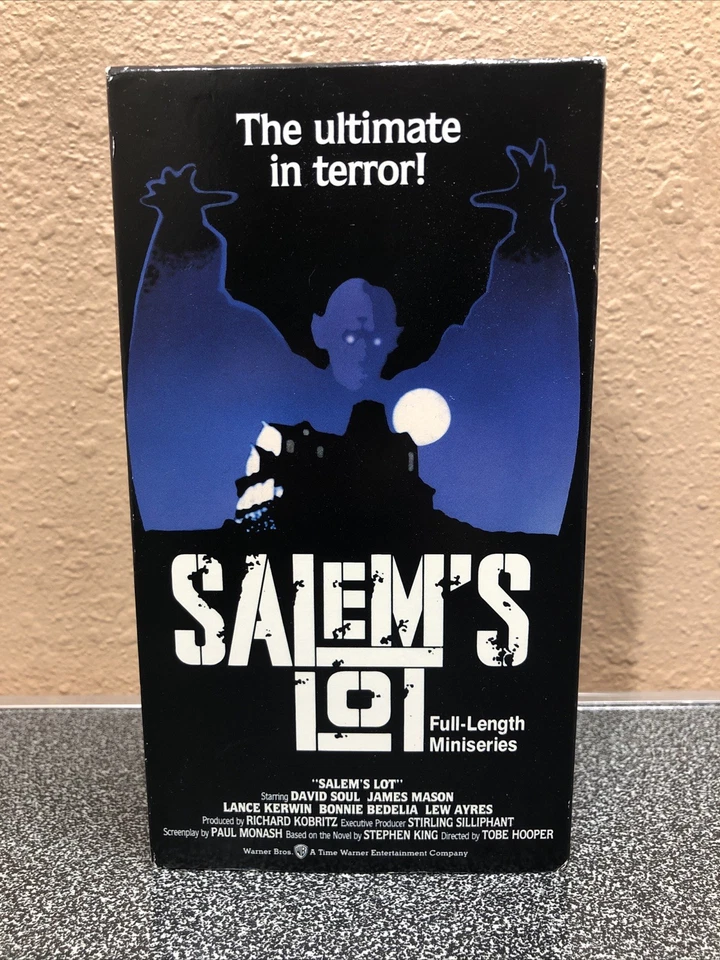 The ultimate
in terror!
SALEM'S
LOT
Full-Length
Miniseries
"SALEM'S LOT"
Starring DAVID SOUL JAMES MASON
LANCE KERWIN BONNIE BEDELIA LEW AYRES
Produced by RICHARD KOBRITZ Executive Producer STIRLING SILLIPHANT
Screenplay by PAUL MONASH Based on the Novel by STEPHEN KING Directed by TOBE HOOPER
Warner Bros. WB A Time Warner Entertainment Company